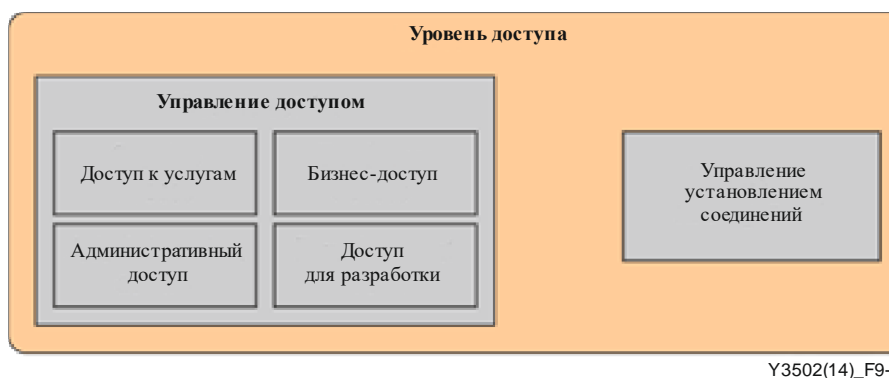 Уровень доступа
Управление доступом
Доступ к услугам
Бизнес-доступ
Административный
доступ
Доступ
для разработки
Управление
установлением
соединений
Y3502(14)_F9-